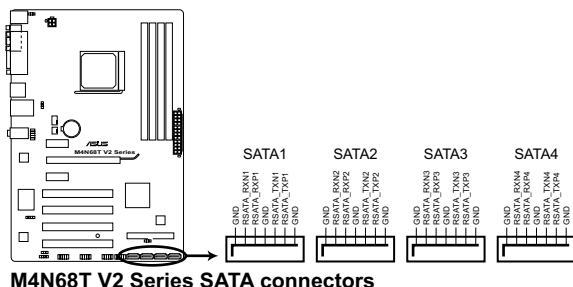 ASUS
M4N68T V2 Series
SATA1
GND
RSATA_RXN1
RSATA_RXP1
GND
RSATA_TXN1
RSATA_TXP1
GND
SATA2
GND
RSATA_RXN2
RSATA_RXP2
GND
RSATA_TXN2
RSATA_TXP2
GND
SATA3
GND
RSATA_RXN3
RSATA_RXP3
GND
RSATA_TXN3
RSATA_TXP3
GND
SATA4
GND
RSATA_RXN4
RSATA_RXP4
GND
RSATA_TXN4
RSATA_TXP4
GND
M4N68T V2 Series SATA connectors